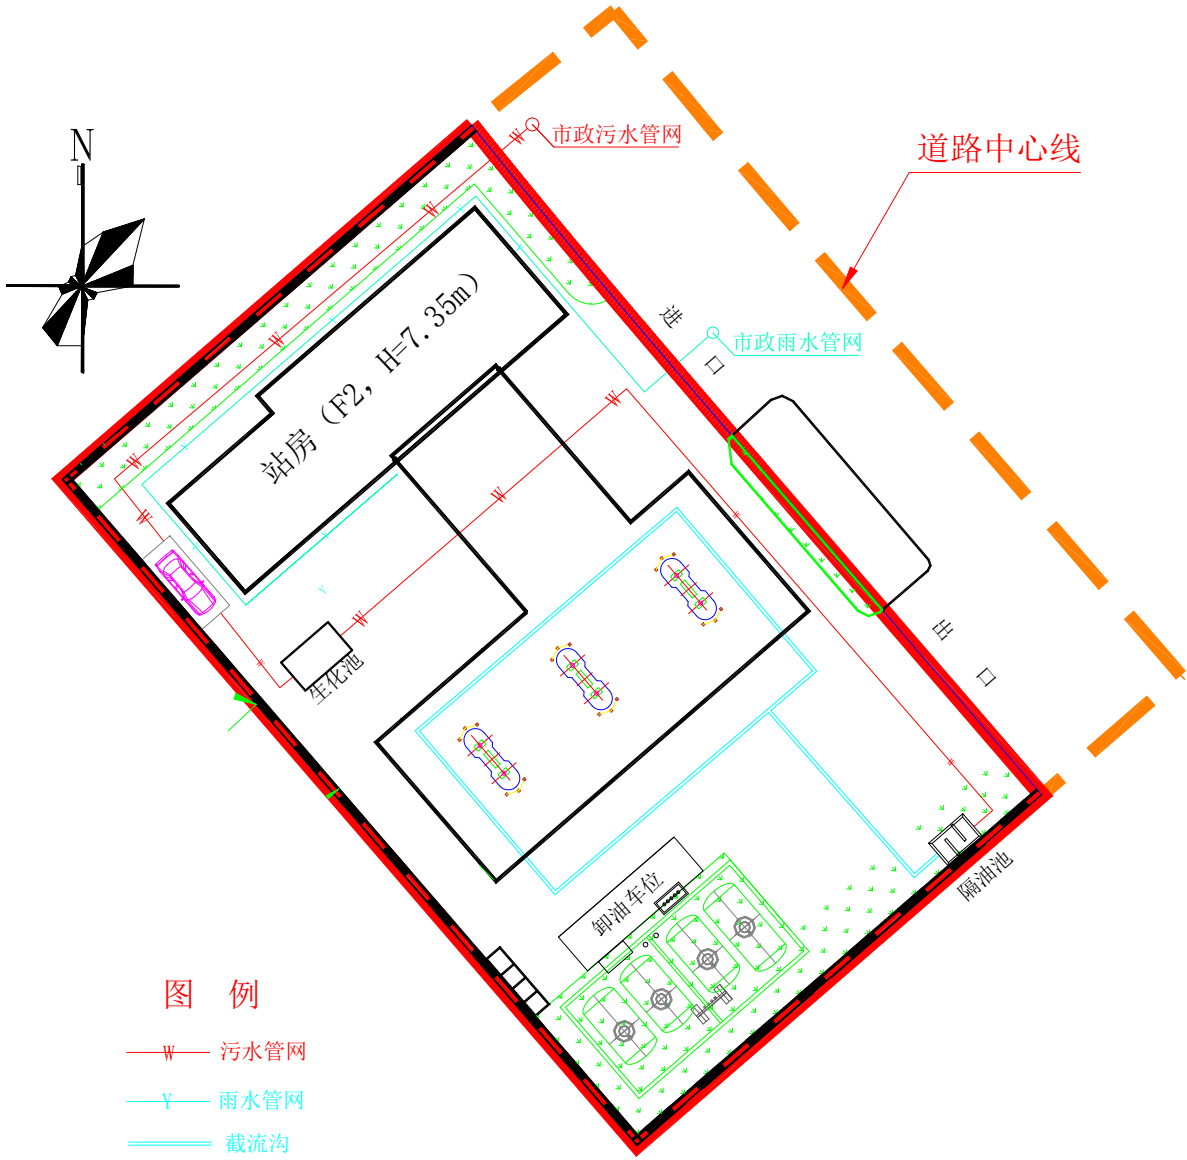 N
市政污水管网
道路中心线
W
W
W
W
W
W
W
W
进
口
市政雨水管网
站房（F2，H=7.35m）
Y
生化池
出
口
隔油池
卸油车位
图 例
W 污水管网
Y 雨水管网
截流沟